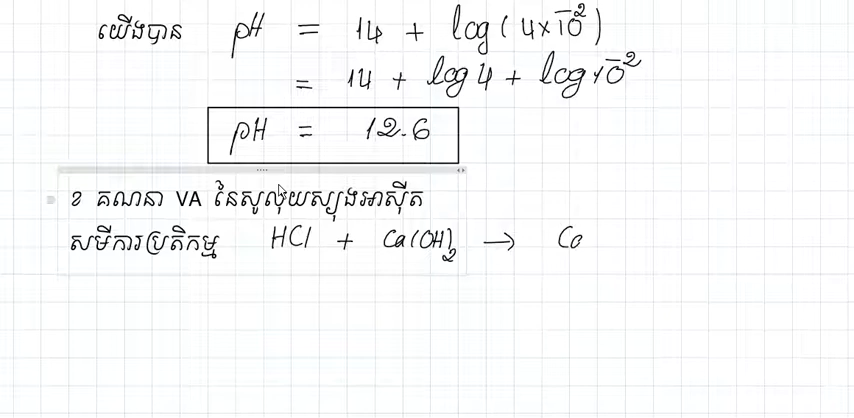 យើងបាន pH = 14 + log(4×10⁻²)
= 14 + log4 + log10⁻²
pH = 12.6
ខ គណនា VA នៃសូលុយស្យុងអាស៊ីត
សមីការប្រតិកម្ម HCl + Ca(OH)₂ → Ca